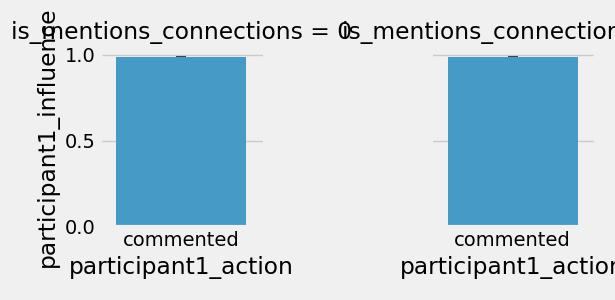 is_mentions_connections = 0
is_mentions_connection
participant1_influence
1.0
0.5
0.0
commented
commented
participant1_action
participant1_action